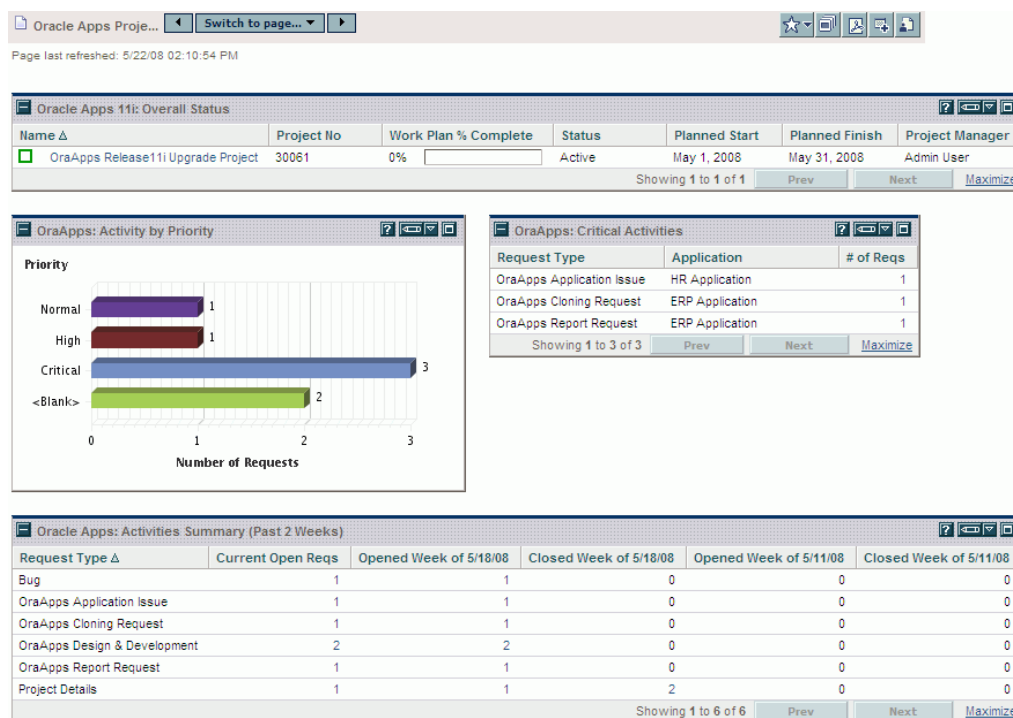 Oracle Apps Proje... Switch to page...
Page last refreshed: 5/22/08 02:10:54 PM
Oracle Apps 11i: Overall Status
Name Project No Work Plan % Complete Status Planned Start Planned Finish Project Manager
OraApps Release11i Upgrade Project 30061 0% Active May 1, 2008 May 31, 2008 Admin User
Showing 1 to 1 of 1 Prev Next Maximize
OraApps: Activity by Priority
Priority
Normal 1
High 1
Critical 3
<Blank> 2
0 1 2 3
Number of Requests
OraApps: Critical Activities
Request Type Application # of Reqs
OraApps Application Issue HR Application 1
OraApps Cloning Request ERP Application 1
OraApps Report Request ERP Application 1
Showing 1 to 3 of 3 Prev Next Maximize
Oracle Apps: Activities Summary (Past 2 Weeks)
Request Type Current Open Reqs Opened Week of 5/18/08 Closed Week of 5/18/08 Opened Week of 5/11/08 Closed Week of 5/11/08
Bug 1 1 0 0 0
OraApps Application Issue 1 1 0 0 0
OraApps Cloning Request 1 1 0 0 0
OraApps Design & Development 2 2 0 0 0
OraApps Report Request 1 1 0 0 0
Project Details 1 1 2 0 0
Showing 1 to 6 of 6 Prev Next Maximize